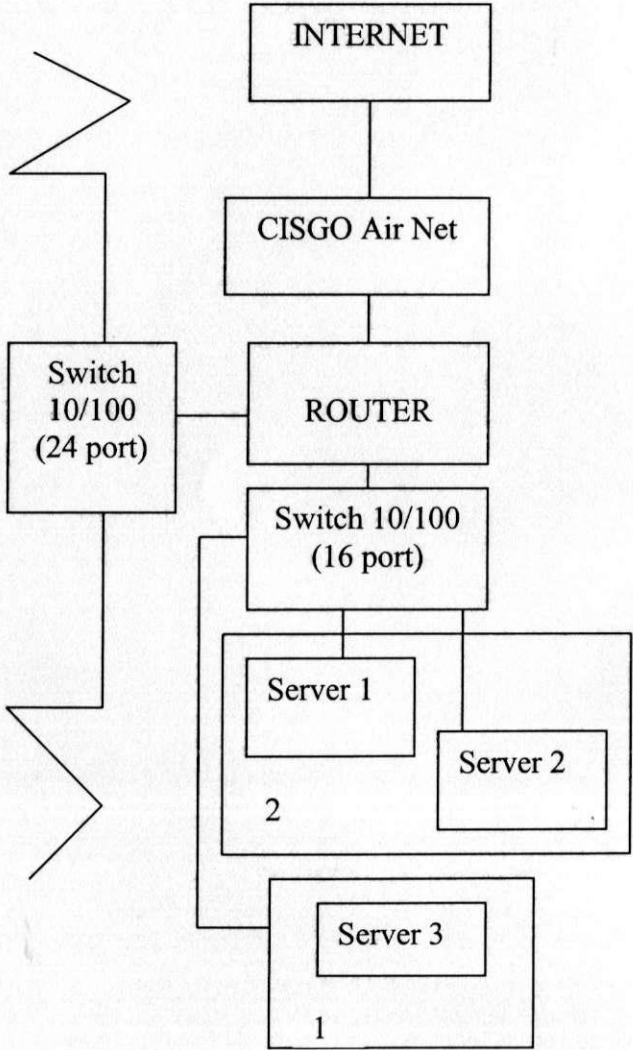 INTERNET
CISGO Air Net
Switch
10/100
(24 port)
ROUTER
Switch 10/100
(16 port)
Server 1
Server 2
2
Server 3
1